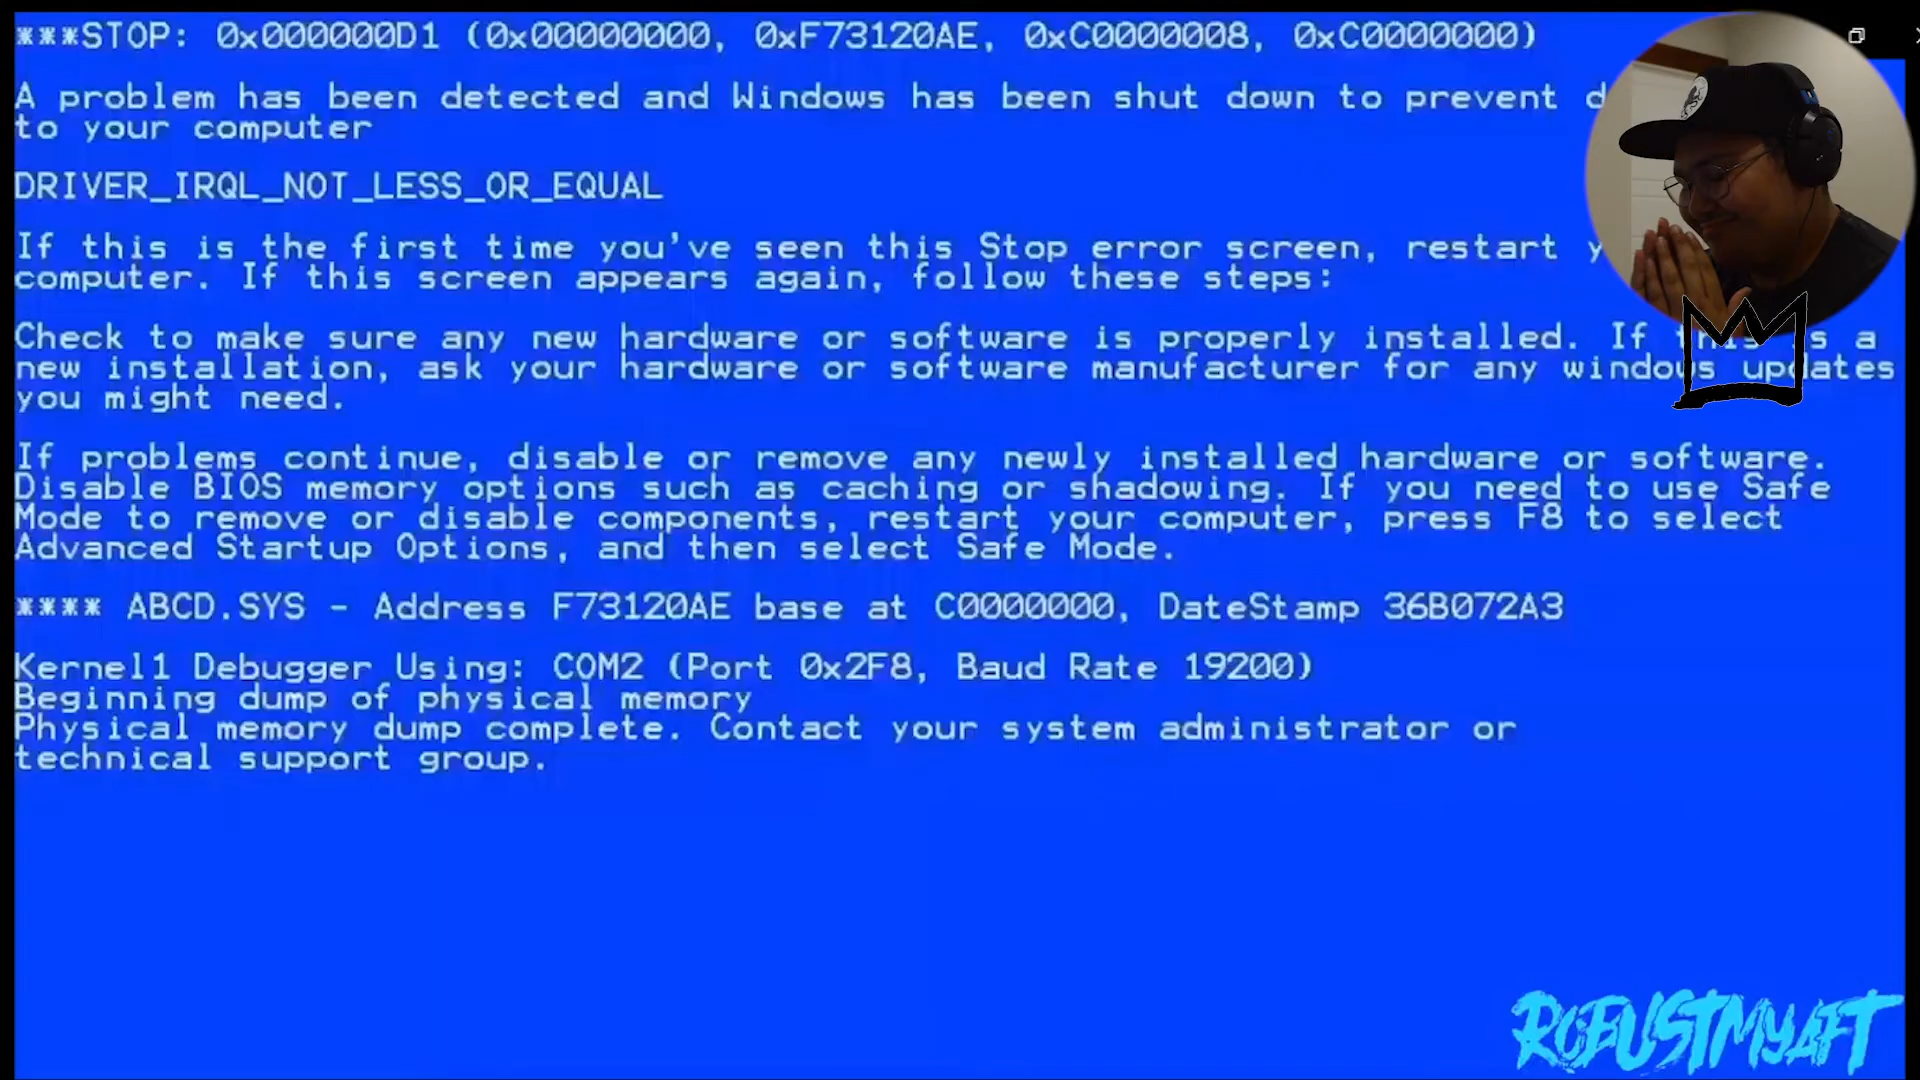 ***STOP: 0x000000D1 (0x00000000, 0xF73120AE, 0xC0000008, 0xC0000000)
A problem has been detected and Windows has been shut down to prevent
to your computer
DRIVER_IRQL_NOT_LESS_OR_EQUAL
If this is the first time you've seen this Stop error screen, restart
computer. If this screen appears again, follow these steps:
Check to make sure any new hardware or software is properly installed. If this is a
new installation, ask your hardware or software manufacturer for any windows updates
you might need.
If problems continue, disable or remove any newly installed hardware or software.
Disable BIOS memory options such as caching or shadowing. If you need to use Safe
Mode to remove or disable components, restart your computer, press F8 to select
Advanced Startup Options, and then select Safe Mode.
**** ABCD.SYS - Address F73120AE base at C0000000, DateStamp 36B072A3
Kernel1 Debugger Using: COM2 (Port 0x2F8, Baud Rate 19200)
Beginning dump of physical memory
Physical memory dump complete. Contact your system administrator or
technical support group.